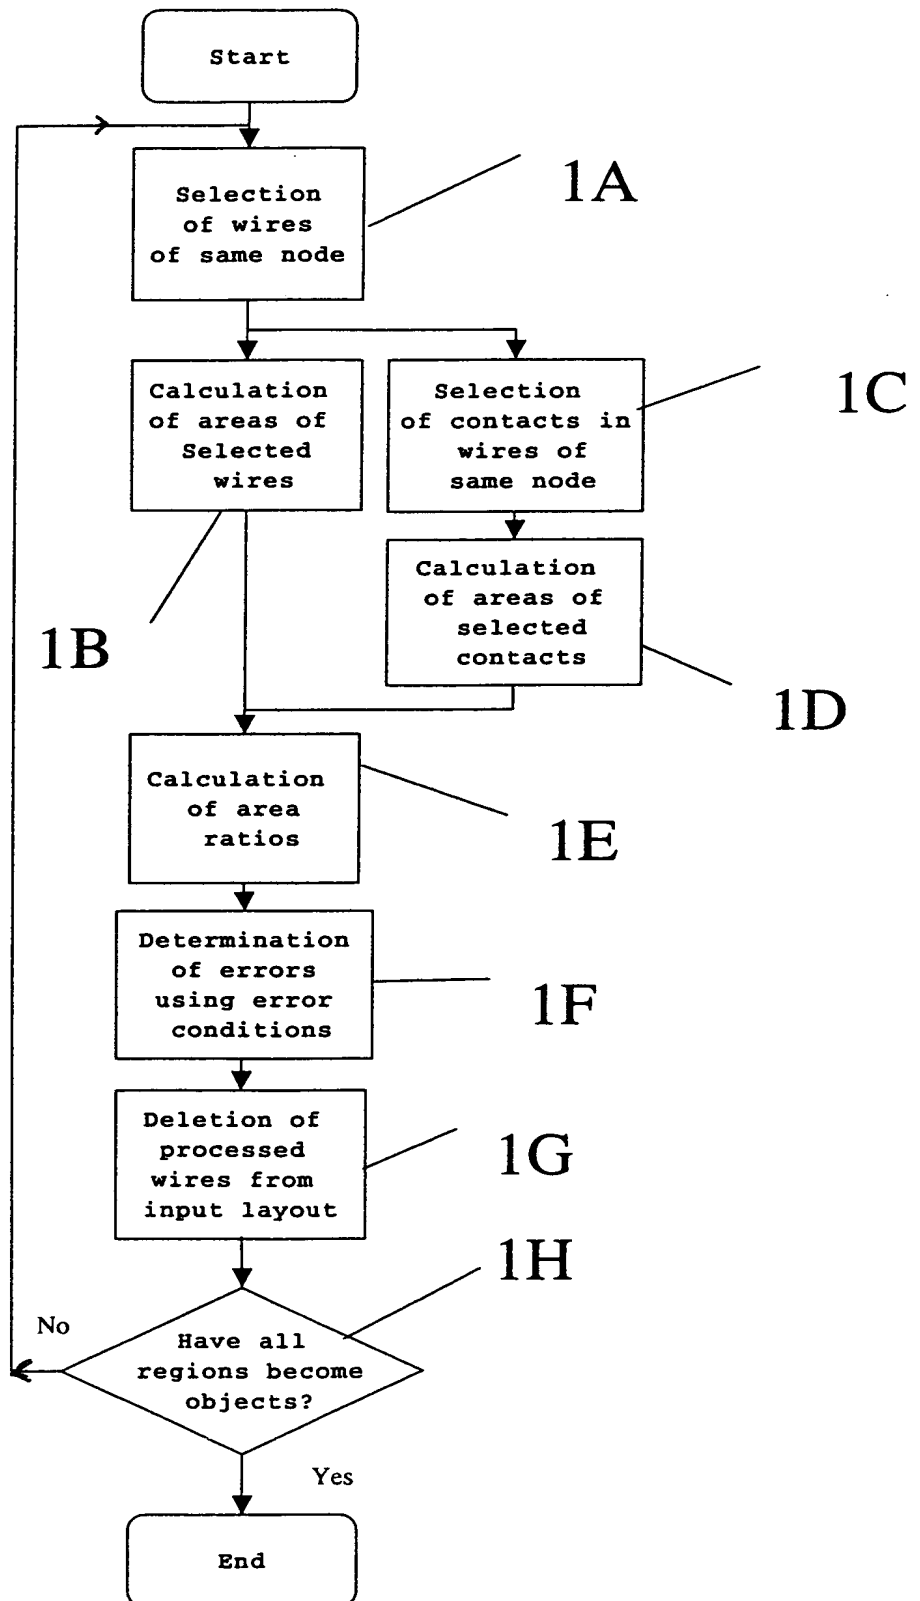 Start
Selection
of wires
of same node
1A
Calculation
of areas of
Selected
wires
Selection
of contacts in
wires of
same node
1C
1B
Calculation
of areas of
selected
contacts
1D
Calculation
of area
ratios
1E
Determination
of errors
using error
conditions
1F
Deletion of
processed
wires from
input layout
1G
1H
No
Have all
regions become
objects?
Yes
End